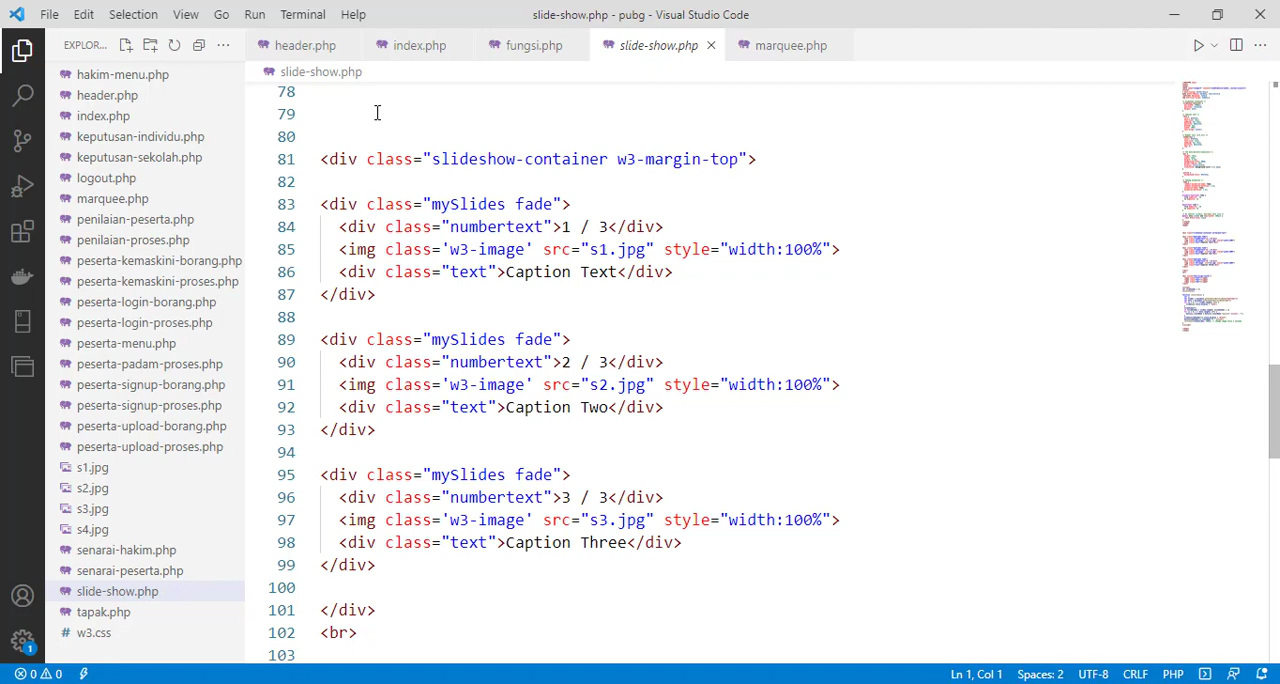 File Edit Selection View Go Run Terminal Help slide-show.php - pubg - Visual Studio Code
EXPLOR...
header.php index.php fungsi.php slide-show.php marquee.php
slide-show.php
hakim-menu.php
header.php
index.php
keputusan-individu.php
keputusan-sekolah.php
logout.php
marquee.php
penilaian-peserta.php
penilaian-proses.php
peserta-kemaskini-borang.php
peserta-kemaskini-proses.php
peserta-login-borang.php
peserta-login-proses.php
peserta-menu.php
peserta-padam-proses.php
peserta-signup-borang.php
peserta-signup-proses.php
peserta-upload-borang.php
peserta-upload-proses.php
s1.jpg
s2.jpg
s3.jpg
s4.jpg
senarai-hakim.php
senarai-peserta.php
slide-show.php
tapak.php
# w3.css
78
79
80
81 <div class="slideshow-container w3-margin-top">
82
83 <div class="mySlides fade">
84 <div class="numbertext">1 / 3</div>
85 <img class='w3-image' src="s1.jpg" style="width:100%">
86 <div class="text">Caption Text</div>
87 </div>
88
89 <div class="mySlides fade">
90 <div class="numbertext">2 / 3</div>
91 <img class='w3-image' src="s2.jpg" style="width:100%">
92 <div class="text">Caption Two</div>
93 </div>
94
95 <div class="mySlides fade">
96 <div class="numbertext">3 / 3</div>
97 <img class='w3-image' src="s3.jpg" style="width:100%">
98 <div class="text">Caption Three</div>
99 </div>
100
101 </div>
102 <br>
103
1
0 0 Ln 1, Col 1 Spaces: 2 UTF-8 CRLF PHP